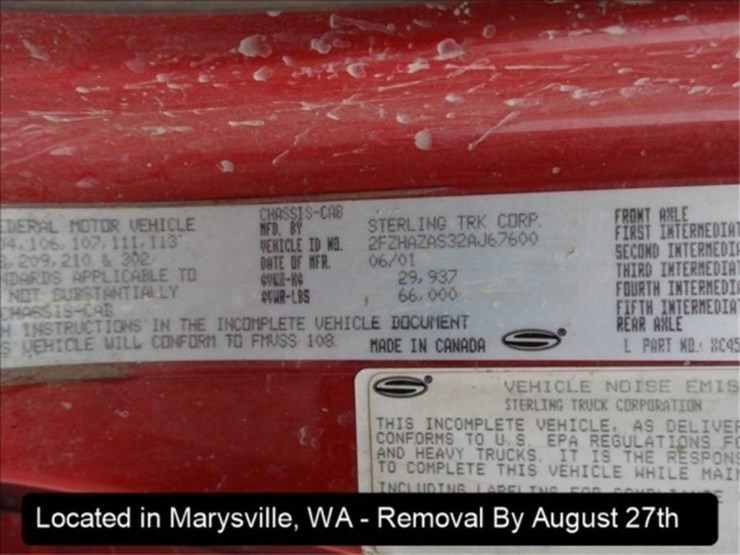 EDERAL MOTOR VEHICLE
04, 106, 107, 111, 113
209, 210 & 302
NDARDS APPLICABLE TO
NOT SUBSTANTIALLY
CHASSIS-CAB
H INSTRUCTIONS IN THE INCOMPLETE VEHICLE DOCUMENT
S VEHICLE WILL CONFORM TO FMVSS 108.
CHASSIS-CAB
MFD. BY STERLING TRK CORP.
VEHICLE ID NO. 2FZHAZAS32AJ67600
DATE OF MFR. 06/01
GVWR-KG 29,937
GVWR-LBS 66,000
MADE IN CANADA
FRONT AXLE
FIRST INTERMEDIAT
SECOND INTERMEDIA
THIRD INTERMEDIAT
FOURTH INTERMEDIA
FIFTH INTERMEDIAT
REAR AXLE
L PART NO.: XC45
VEHICLE NOISE EMIS
STERLING TRUCK CORPORATION
THIS INCOMPLETE VEHICLE, AS DELIVER
CONFORMS TO U.S. EPA REGULATIONS FO
AND HEAVY TRUCKS. IT IS THE RESPONS
TO COMPLETE THIS VEHICLE WHILE MAIN
INCLUDING LABELING FOR COMPLIANCE
Located in Marysville, WA - Removal By August 27th